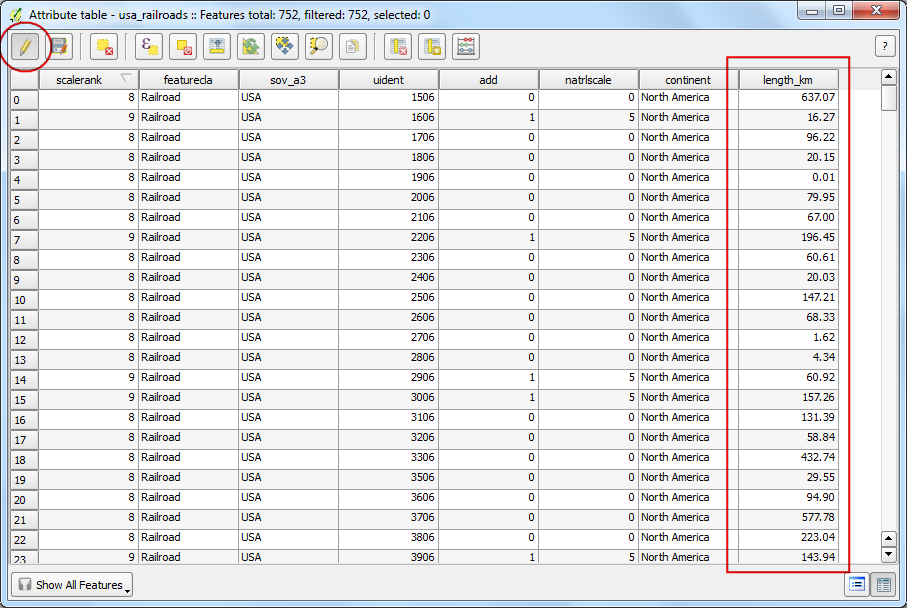 Attribute table - usa_railroads :: Features total: 752, filtered: 752, selected: 0
ε ?
scalerank featurecla sov_a3 uident add natrlscale continent length_km
0 8 Railroad USA 1506 0 0 North America 637.07
1 9 Railroad USA 1606 1 5 North America 16.27
2 8 Railroad USA 1706 0 0 North America 96.22
3 8 Railroad USA 1806 0 0 North America 20.15
4 8 Railroad USA 1906 0 0 North America 0.01
5 8 Railroad USA 2006 0 0 North America 79.95
6 8 Railroad USA 2106 0 0 North America 67.00
7 9 Railroad USA 2206 1 5 North America 196.45
8 8 Railroad USA 2306 0 0 North America 60.61
9 8 Railroad USA 2406 0 0 North America 20.03
10 8 Railroad USA 2506 0 0 North America 147.21
11 8 Railroad USA 2606 0 0 North America 68.33
12 8 Railroad USA 2706 0 0 North America 1.62
13 8 Railroad USA 2806 0 0 North America 4.34
14 9 Railroad USA 2906 1 5 North America 60.92
15 9 Railroad USA 3006 1 5 North America 157.26
16 8 Railroad USA 3106 0 0 North America 131.39
17 8 Railroad USA 3206 0 0 North America 58.84
18 8 Railroad USA 3306 0 0 North America 432.74
19 8 Railroad USA 3506 0 0 North America 29.55
20 8 Railroad USA 3606 0 0 North America 94.90
21 8 Railroad USA 3706 0 0 North America 577.78
22 8 Railroad USA 3806 0 0 North America 223.04
23 9 Railroad USA 3906 1 5 North America 143.94
Show All Features